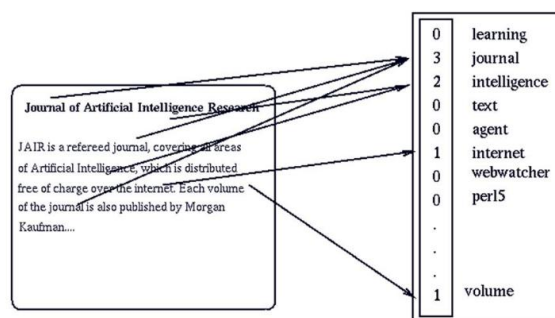 Journal of Artificial Intelligence Research
JAIR is a refereed journal, covering all areas
of Artificial Intelligence, which is distributed
free of charge over the internet. Each volume
of the journal is also published by Morgan
Kaufman....
0 learning
3 journal
2 intelligence
0 text
0 agent
1 internet
0 webwatcher
0 perl5
.
.
.
.
1 volume